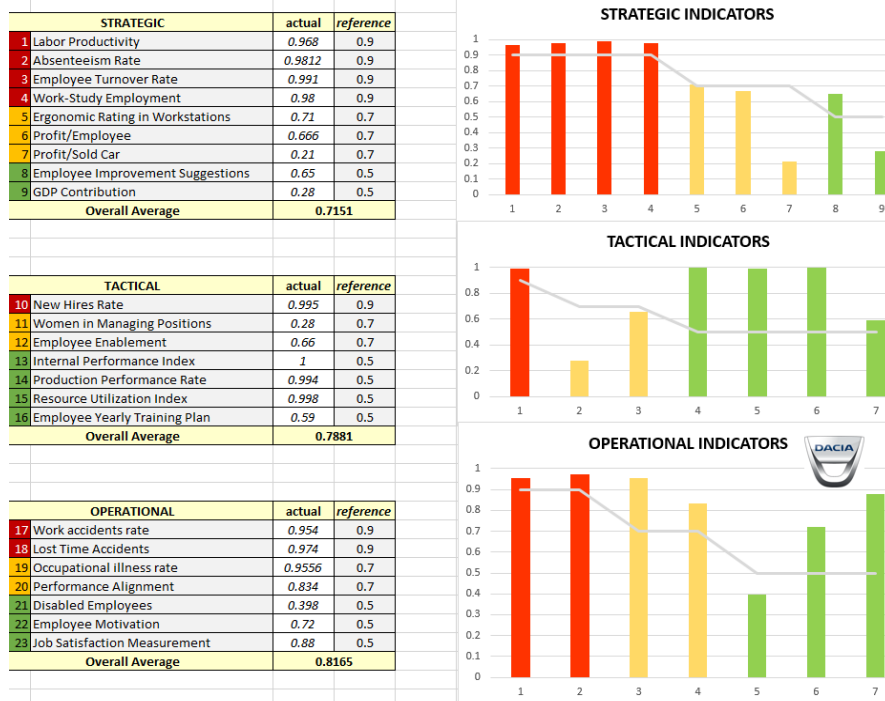 STRATEGIC actual reference
1 Labor Productivity 0.968 0.9
2 Absenteeism Rate 0.9812 0.9
3 Employee Turnover Rate 0.991 0.9
4 Work-Study Employment 0.98 0.9
5 Ergonomic Rating in Workstations 0.71 0.7
6 Profit/Employee 0.666 0.7
7 Profit/Sold Car 0.21 0.7
8 Employee Improvement Suggestions 0.65 0.5
9 GDP Contribution 0.28 0.5
Overall Average 0.7151
TACTICAL actual reference
10 New Hires Rate 0.995 0.9
11 Women in Managing Positions 0.28 0.7
12 Employee Enablement 0.66 0.7
13 Internal Performance Index 1 0.5
14 Production Performance Rate 0.994 0.5
15 Resource Utilization Index 0.998 0.5
16 Employee Yearly Training Plan 0.59 0.5
Overall Average 0.7881
OPERATIONAL actual reference
17 Work accidents rate 0.954 0.9
18 Lost Time Accidents 0.974 0.9
19 Occupational illness rate 0.9556 0.7
20 Performance Alignment 0.834 0.7
21 Disabled Employees 0.398 0.5
22 Employee Motivation 0.72 0.5
23 Job Satisfaction Measurement 0.88 0.5
Overall Average 0.8165
STRATEGIC INDICATORS
1
0.9
0.8
0.7
0.6
0.5
0.4
0.3
0.2
0.1
0
1 2 3 4 5 6 7 8 9
TACTICAL INDICATORS
1
0.8
0.6
0.4
0.2
0
1 2 3 4 5 6 7
OPERATIONAL INDICATORS
DACIA
1
0.9
0.8
0.7
0.6
0.5
0.4
0.3
0.2
0.1
0
1 2 3 4 5 6 7